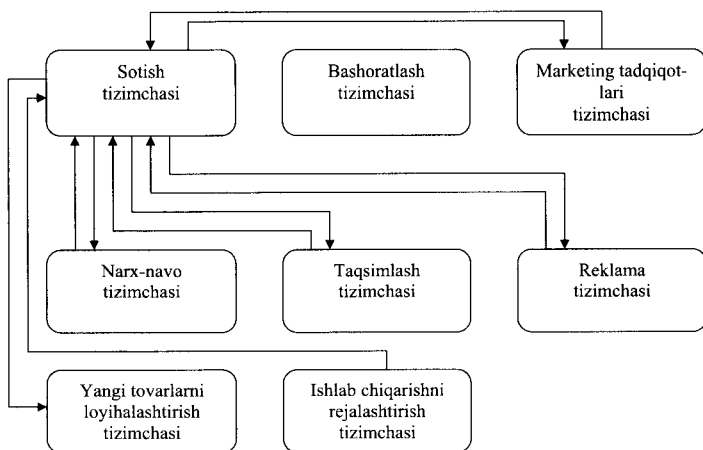 Sotish
tizimchasi
Bashoratlash
tizimchasi
Marketing tadqiqot-
lari
tizimchasi
Narx-navo
tizimchasi
Taqsimlash
tizimchasi
Reklama
tizimchasi
Yangi tovarlarni
loyihalashtirish
tizimchasi
Ishlab chiqarishni
rejalashtirish
tizimchasi